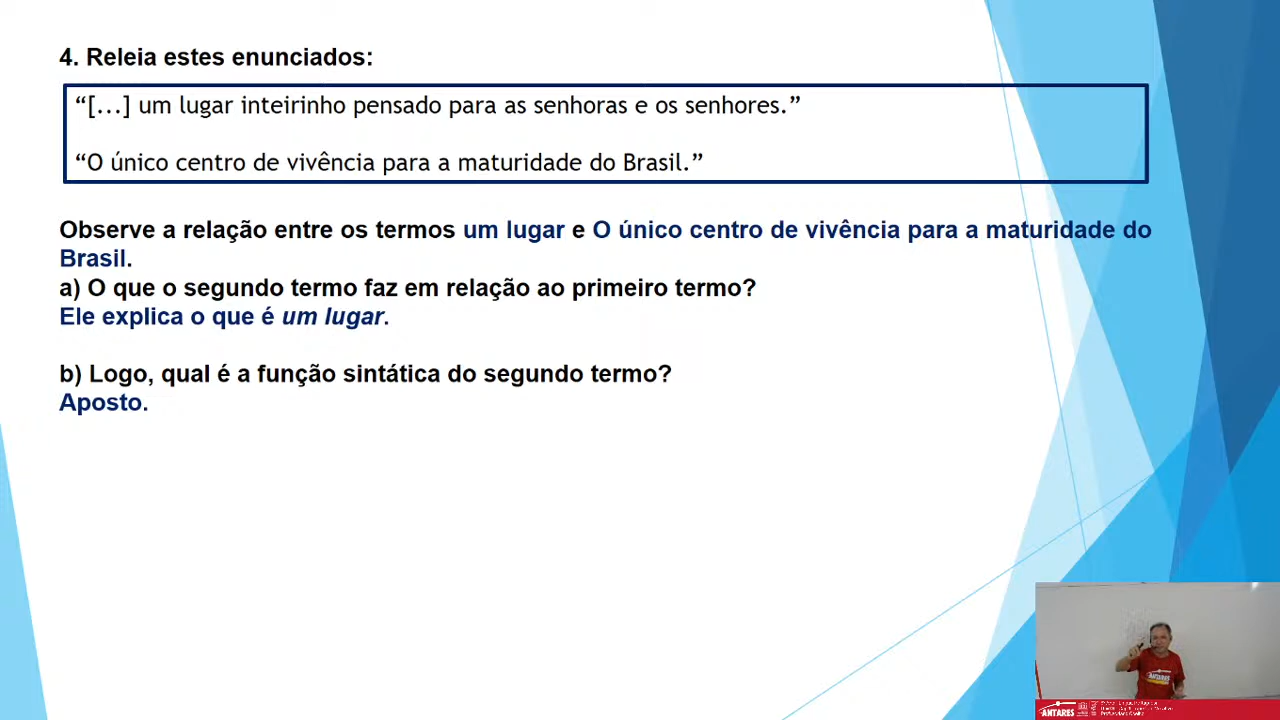 4. Releia estes enunciados:
“[...] um lugar inteirinho pensado para as senhoras e os senhores.”
“O único centro de vivência para a maturidade do Brasil.”
Observe a relação entre os termos um lugar e O único centro de vivência para a maturidade do
Brasil.
a) O que o segundo termo faz em relação ao primeiro termo?
Ele explica o que é um lugar.
b) Logo, qual é a função sintática do segundo termo?
Aposto.
ANTARES
ANTARES